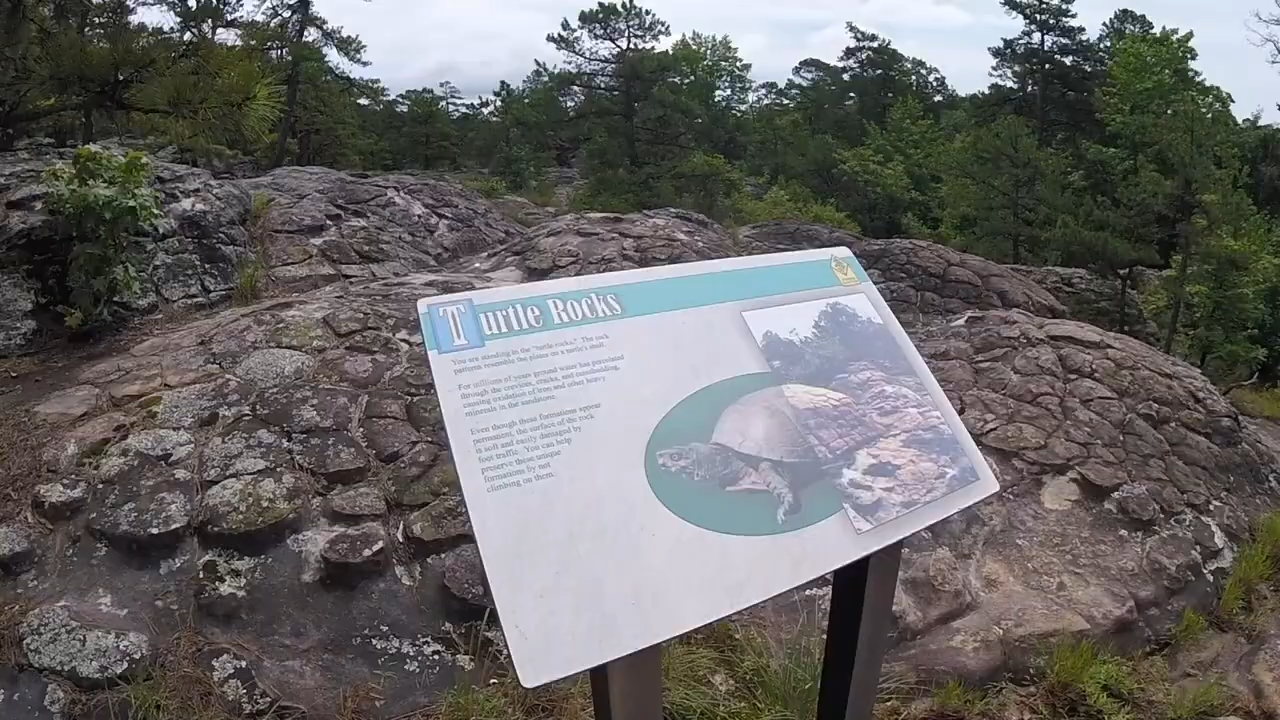 Turtle Rocks
You are standing in the "turtle rocks." The rock
patterns resemble the plates on a turtle's shell.
For millions of years ground water has percolated
through the crevices, cracks, and crossbedding,
causing oxidation of iron and other heavy
minerals in the sandstone.
Even though these formations appear
permanent, the surface of the rock
is soft and easily damaged by
foot traffic. You can help
preserve these unique
formations by not
climbing on them.